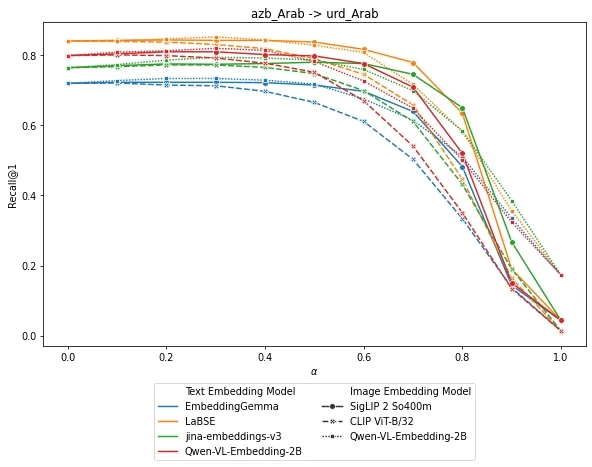 azb_Arab -> urd_Arab
Recall@1
0.8
0.6
0.4
0.2
0.0
0.0 0.2 0.4 0.6 0.8 1.0
α
Text Embedding Model
EmbeddingGemma
LaBSE
jina-embeddings-v3
Qwen-VL-Embedding-2B
Image Embedding Model
SigLIP 2 So400m
CLIP ViT-B/32
Qwen-VL-Embedding-2B